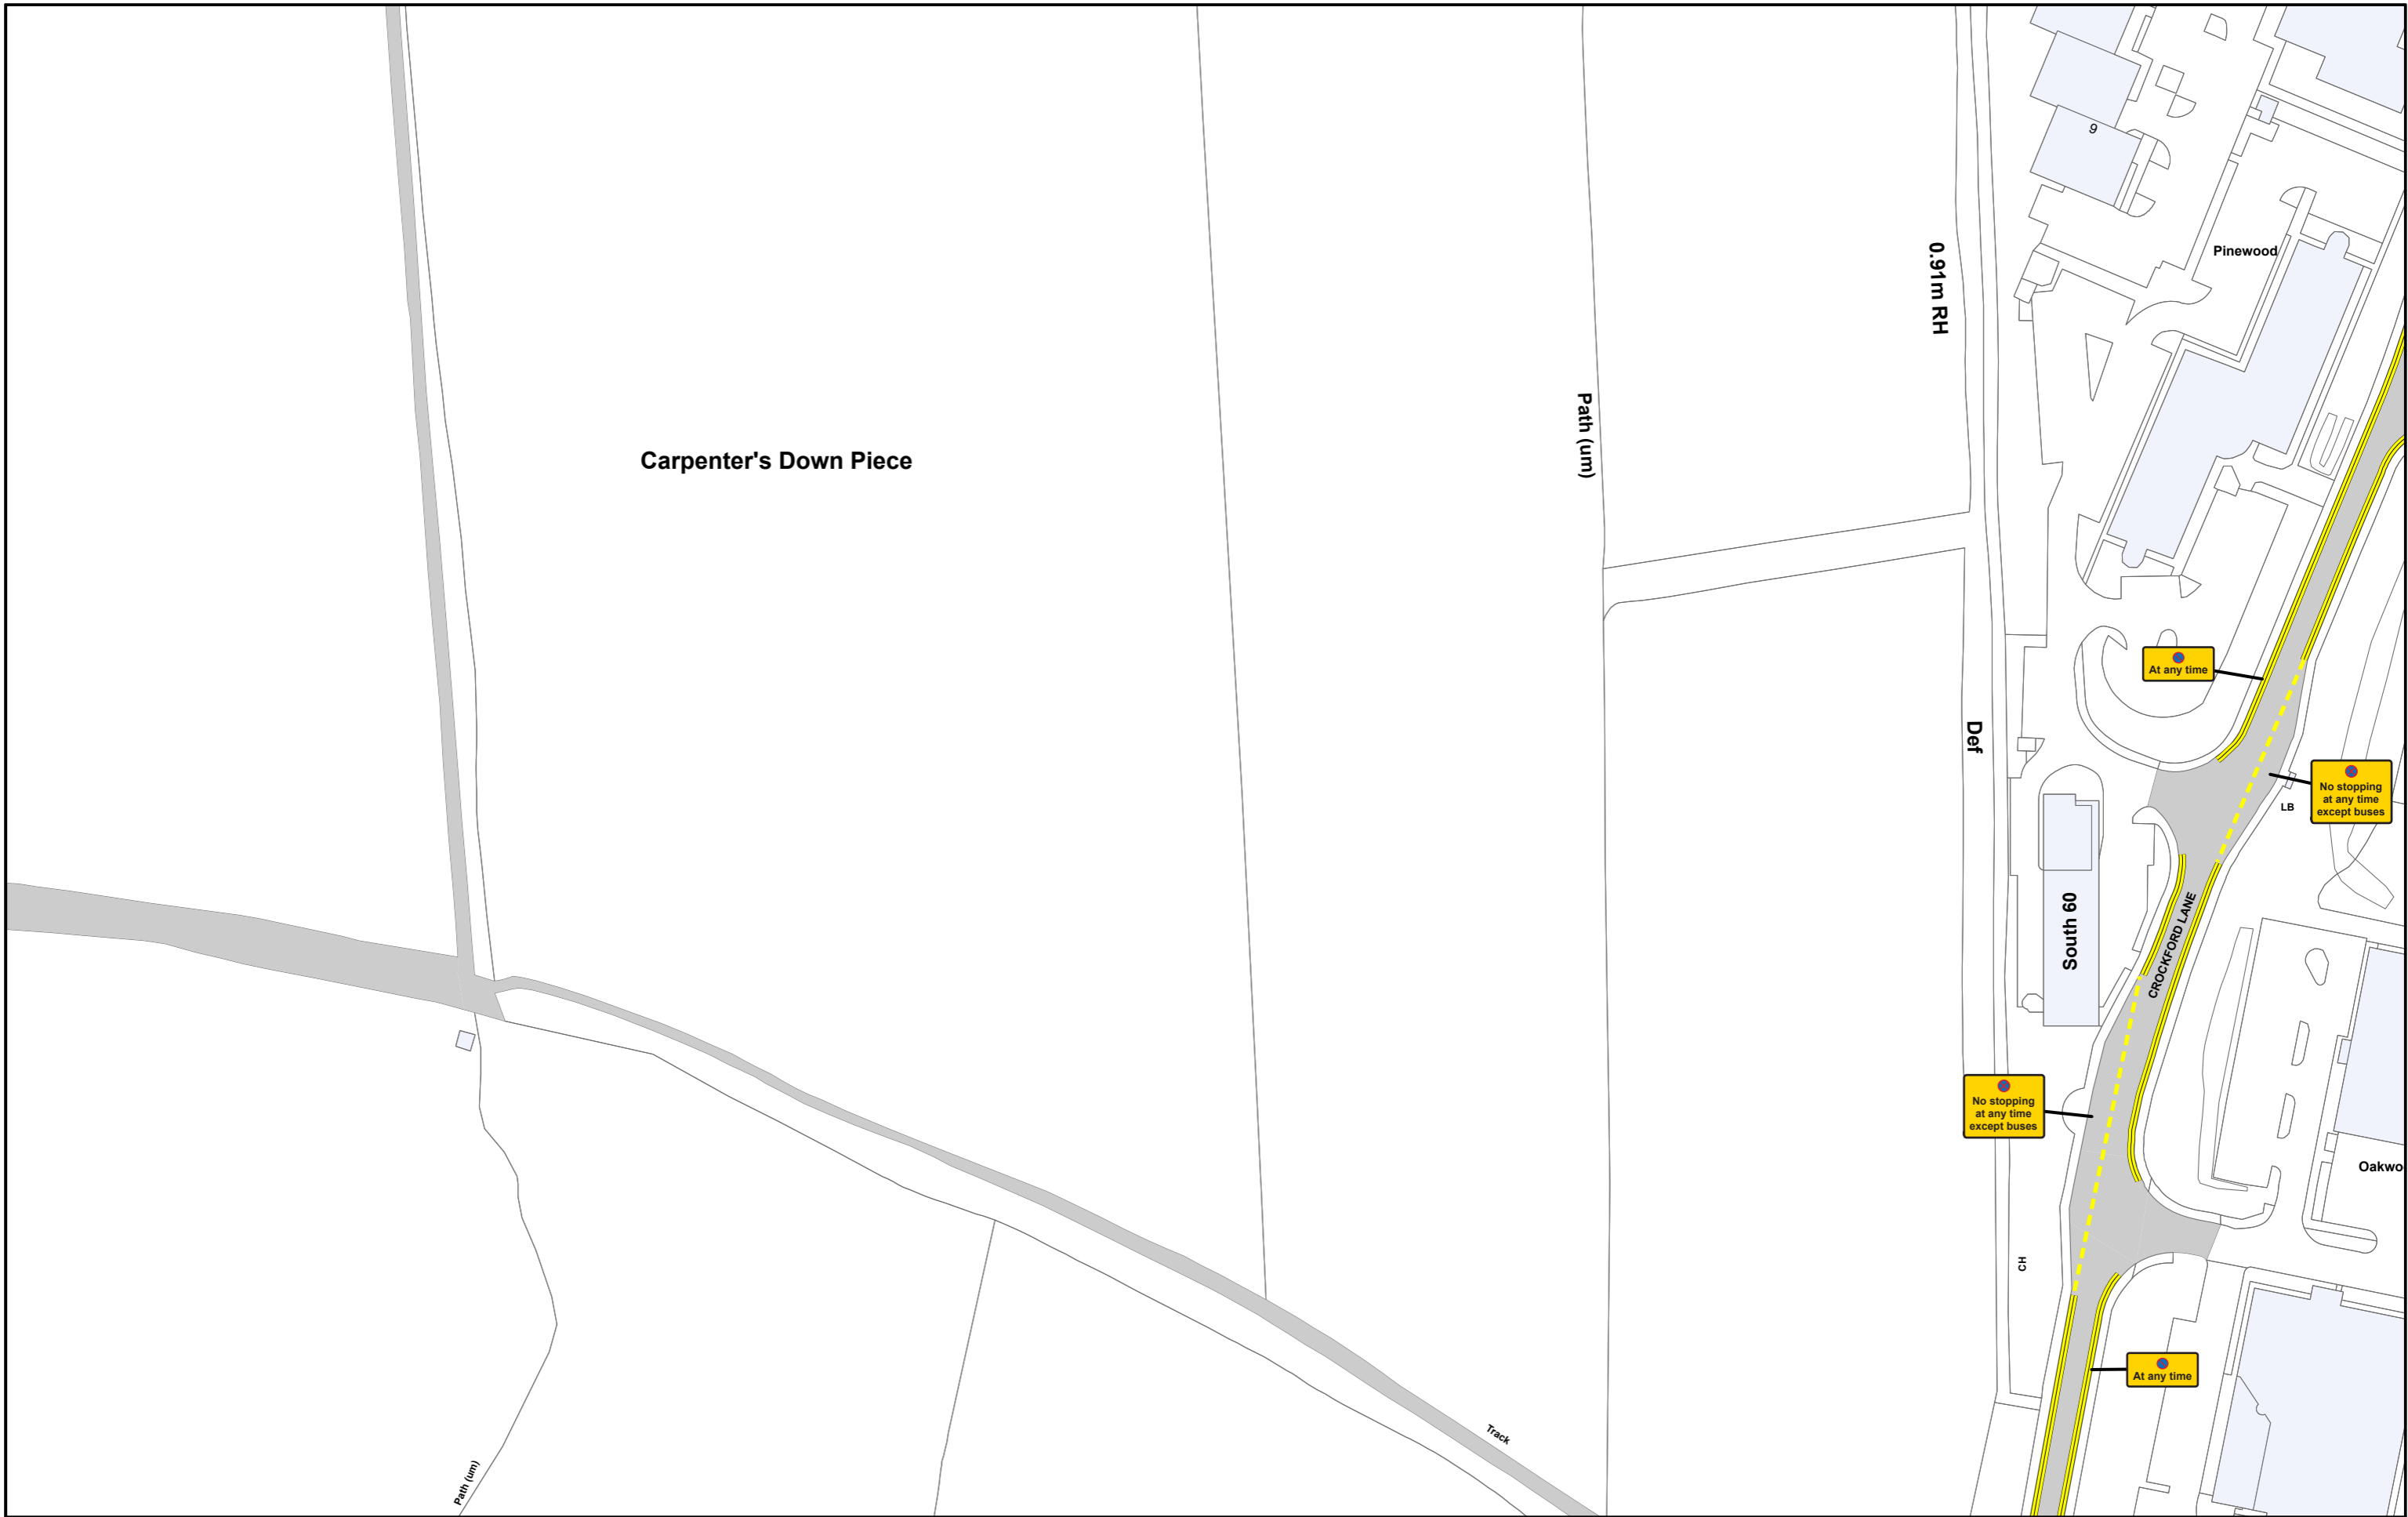 9
Pinewood
0.91m RH
Path (um)
Carpenter's Down Piece
At any time
Def
No stopping
at any time
except buses
LB
South 60
CROCKFORD LANE
No stopping
at any time
except buses
Oakwo
CH
At any time
Track
Path (um)